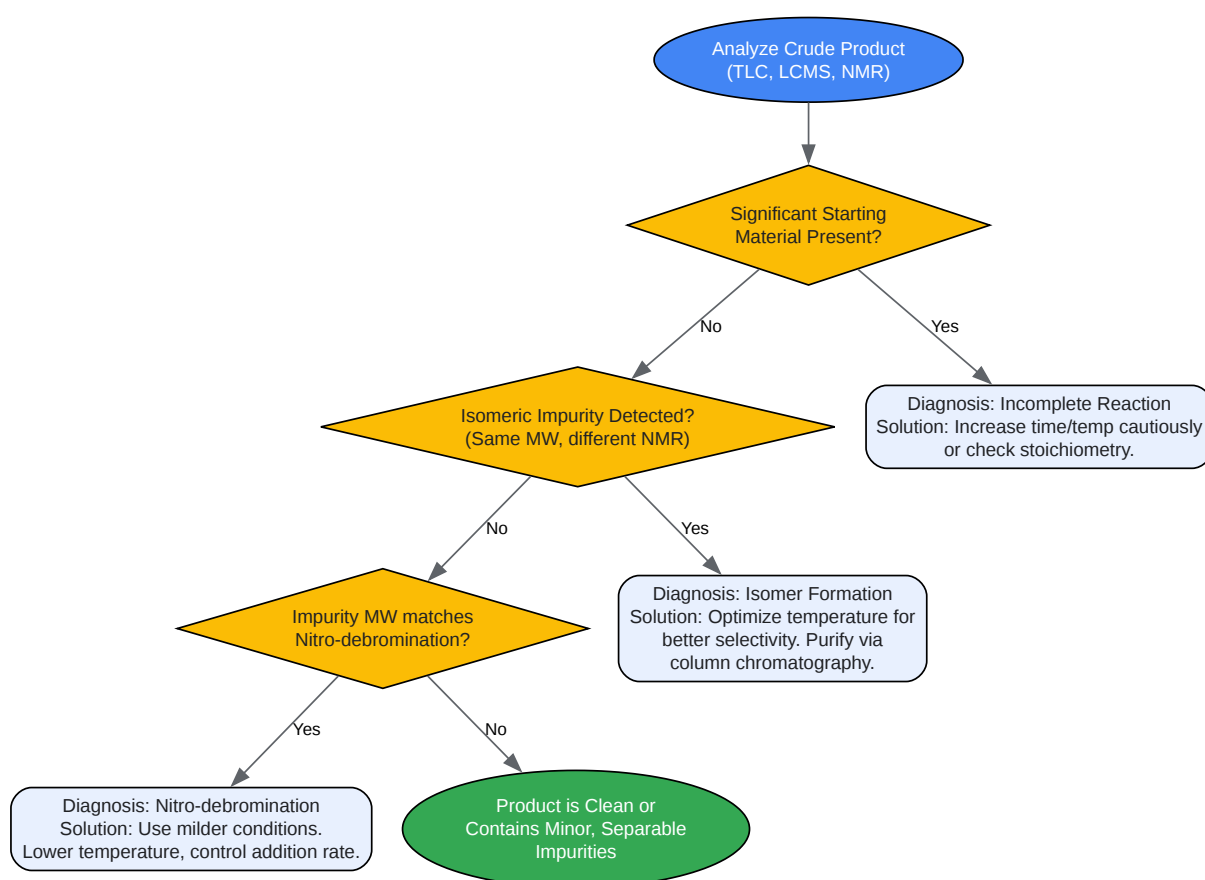 Analyze Crude Product
(TLC, LCMS, NMR)
Significant Starting
Material Present?
No
Yes
Isomeric Impurity Detected?
(Same MW, different NMR)
Diagnosis: Incomplete Reaction
Solution: Increase time/temp cautiously
or check stoichiometry.
No
Yes
Impurity MW matches
Nitro-debromination?
Diagnosis: Isomer Formation
Solution: Optimize temperature for
better selectivity. Purify via
column chromatography.
Yes
No
Diagnosis: Nitro-debromination
Solution: Use milder conditions.
Lower temperature, control addition rate.
Product is Clean or
Contains Minor, Separable
Impurities